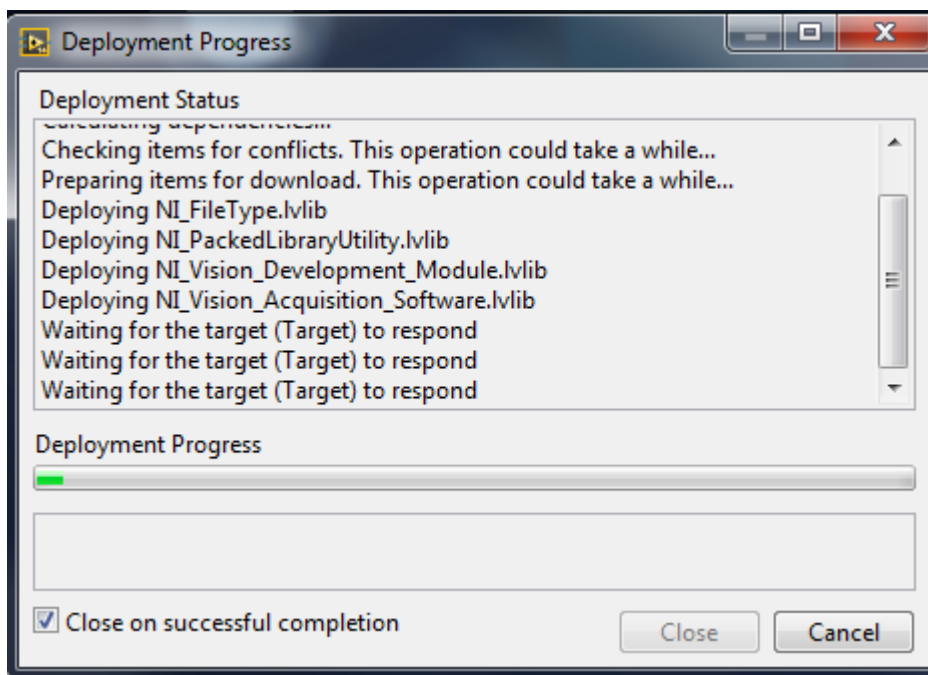 Deployment Progress
Deployment Status
Calculating dependencies...
Checking items for conflicts. This operation could take a while...
Preparing items for download. This operation could take a while...
Deploying NI_FileType.lvlib
Deploying NI_PackedLibraryUtility.lvlib
Deploying NI_Vision_Development_Module.lvlib
Deploying NI_Vision_Acquisition_Software.lvlib
Waiting for the target (Target) to respond
Waiting for the target (Target) to respond
Waiting for the target (Target) to respond
Deployment Progress
Close on successful completion
Close
Cancel